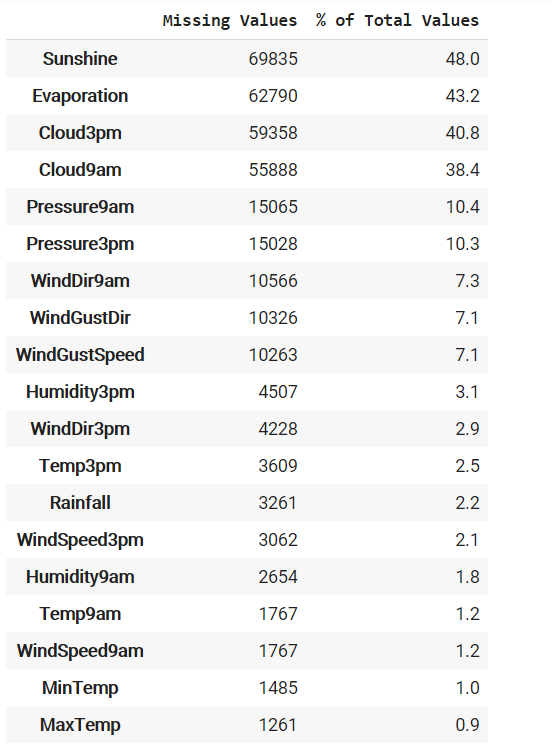 Missing Values % of Total Values
Sunshine 69835 48.0
Evaporation 62790 43.2
Cloud3pm 59358 40.8
Cloud9am 55888 38.4
Pressure9am 15065 10.4
Pressure3pm 15028 10.3
WindDir9am 10566 7.3
WindGustDir 10326 7.1
WindGustSpeed 10263 7.1
Humidity3pm 4507 3.1
WindDir3pm 4228 2.9
Temp3pm 3609 2.5
Rainfall 3261 2.2
WindSpeed3pm 3062 2.1
Humidity9am 2654 1.8
Temp9am 1767 1.2
WindSpeed9am 1767 1.2
MinTemp 1485 1.0
MaxTemp 1261 0.9